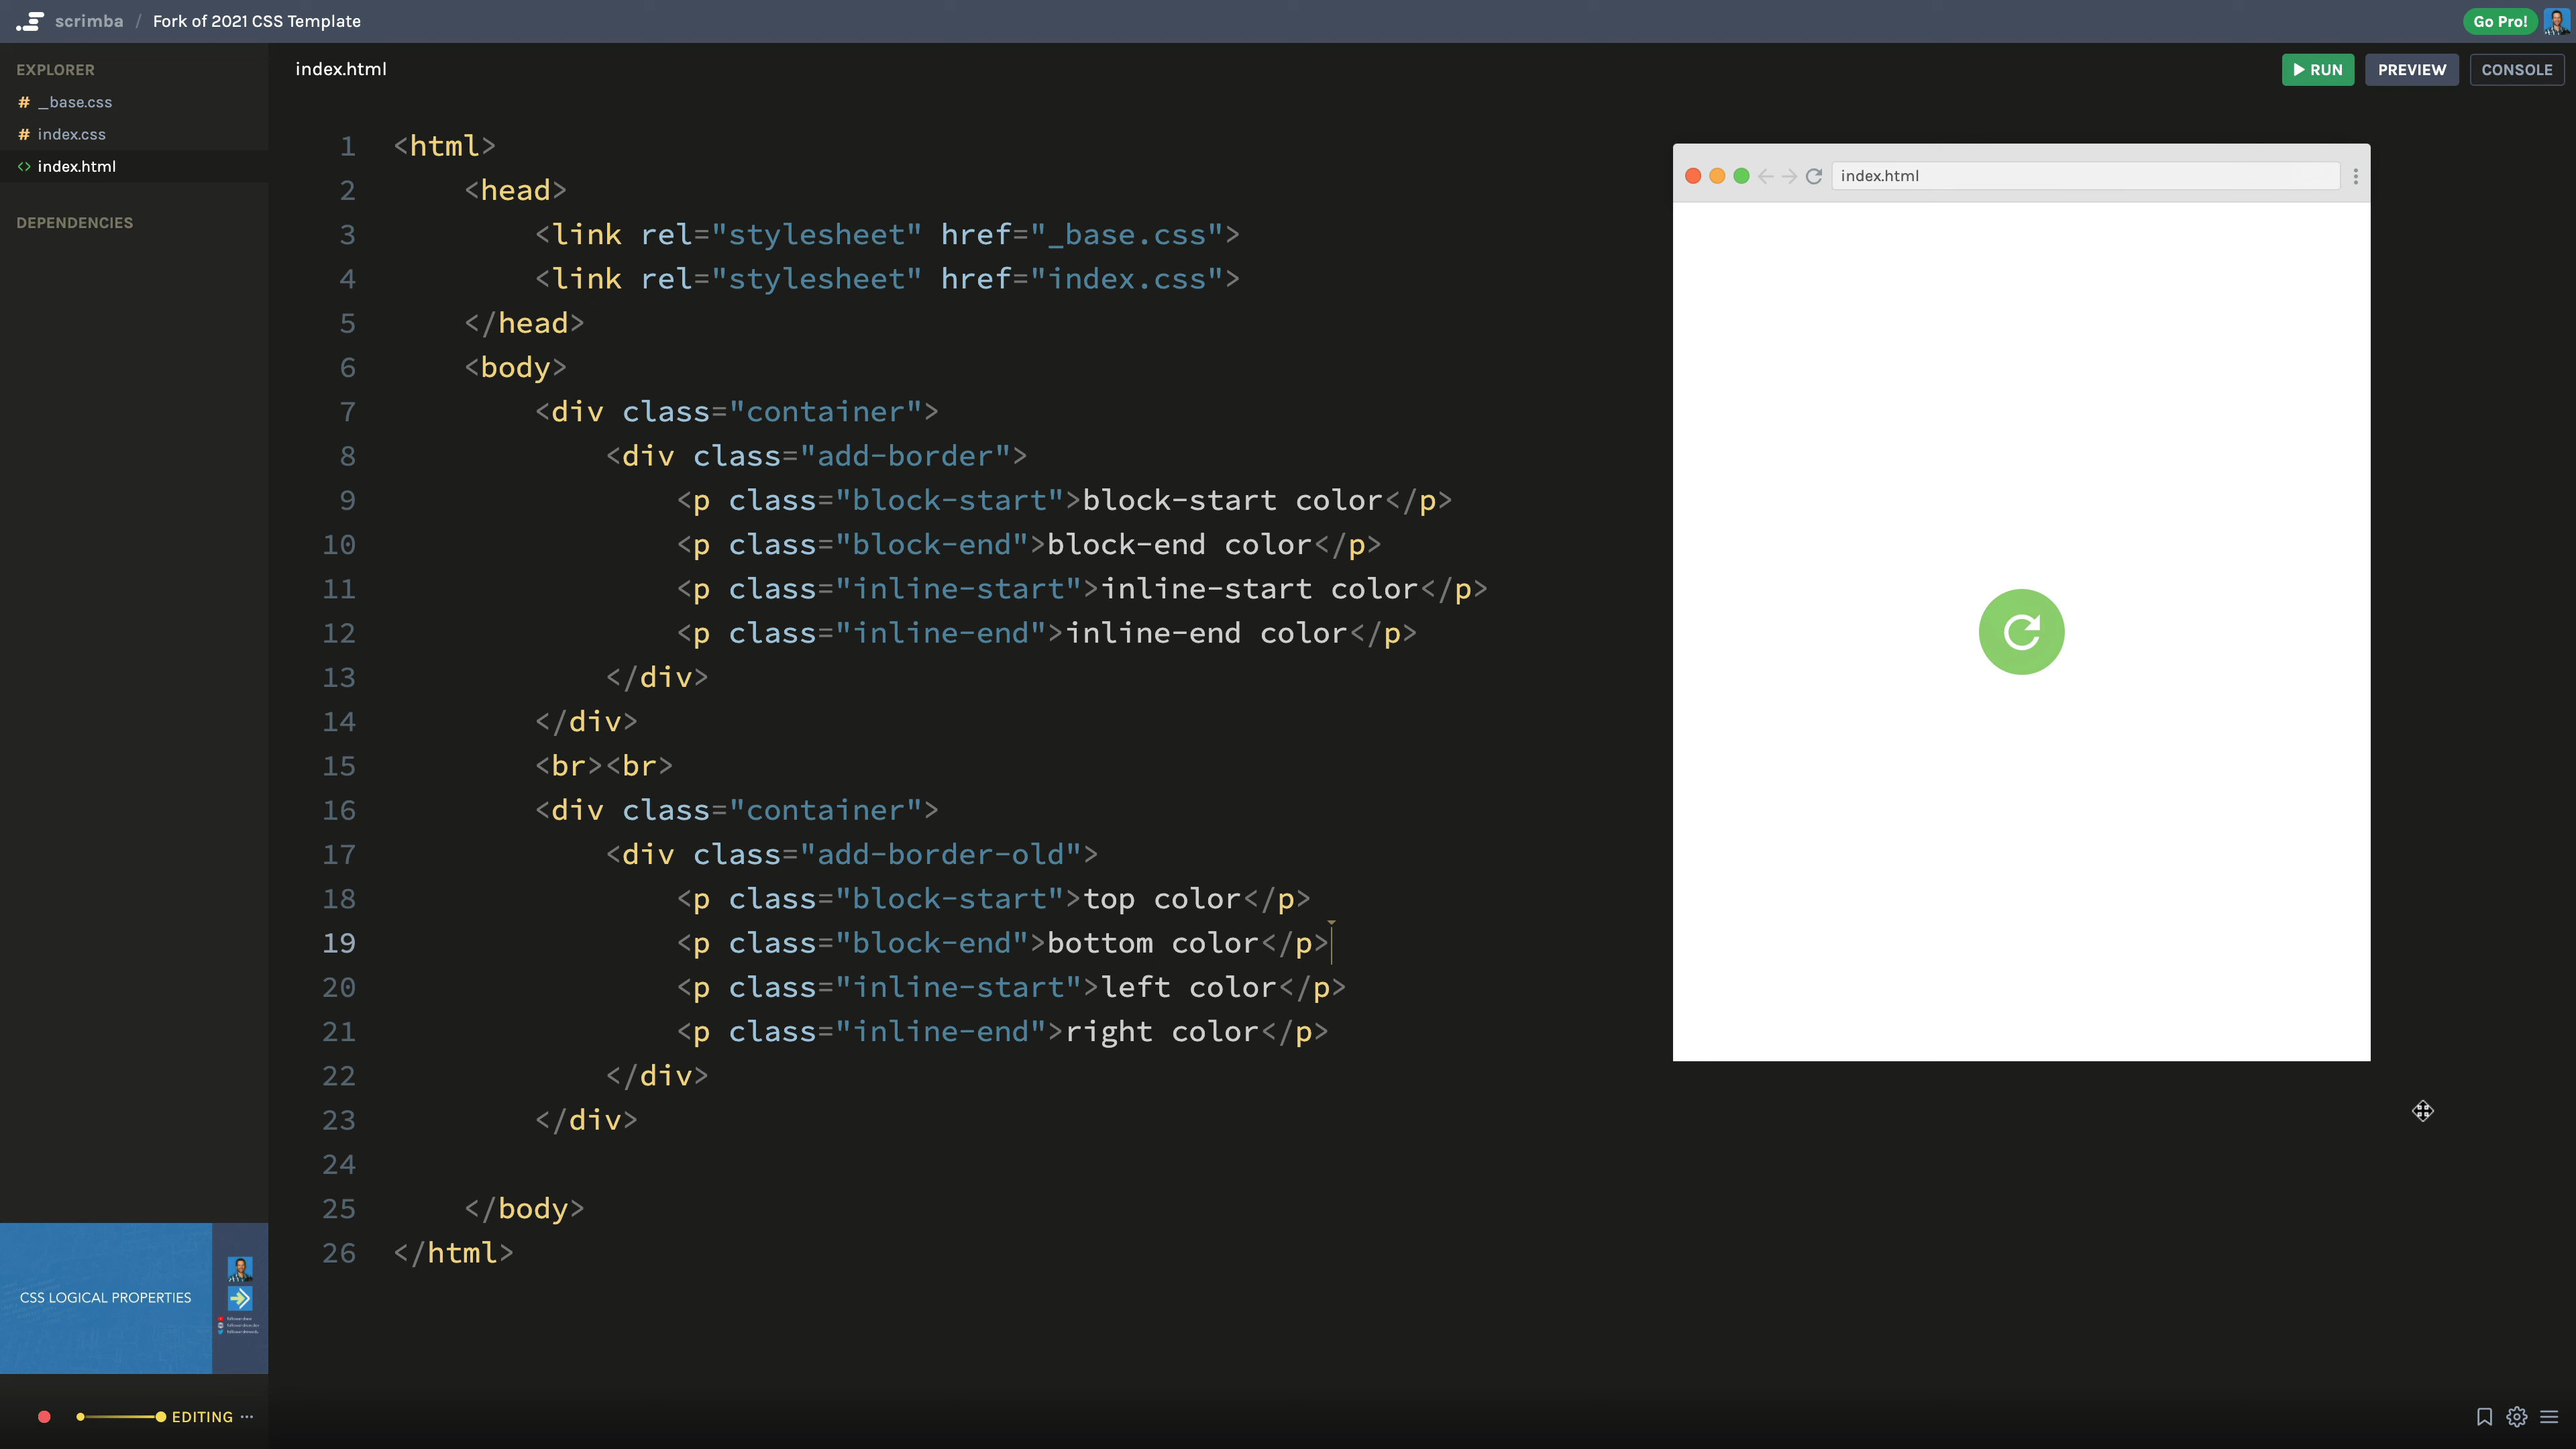 scrimba / Fork of 2021 CSS Template
Go Pro!
EXPLORER
# _base.css
# index.css
<> index.html
DEPENDENCIES
index.html
RUN
PREVIEW
CONSOLE
1 <html>
2 <head>
3 <link rel="stylesheet" href="_base.css">
4 <link rel="stylesheet" href="index.css">
5 </head>
6 <body>
7 <div class="container">
8 <div class="add-border">
9 <p class="block-start">block-start color</p>
10 <p class="block-end">block-end color</p>
11 <p class="inline-start">inline-start color</p>
12 <p class="inline-end">inline-end color</p>
13 </div>
14 </div>
15 <br><br>
16 <div class="container">
17 <div class="add-border-old">
18 <p class="block-start">top color</p>
19 <p class="block-end">bottom color</p>
20 <p class="inline-start">left color</p>
21 <p class="inline-end">right color</p>
22 </div>
23 </div>
24
25 </body>
26 </html>
index.html
CSS LOGICAL PROPERTIES
EDITING ...